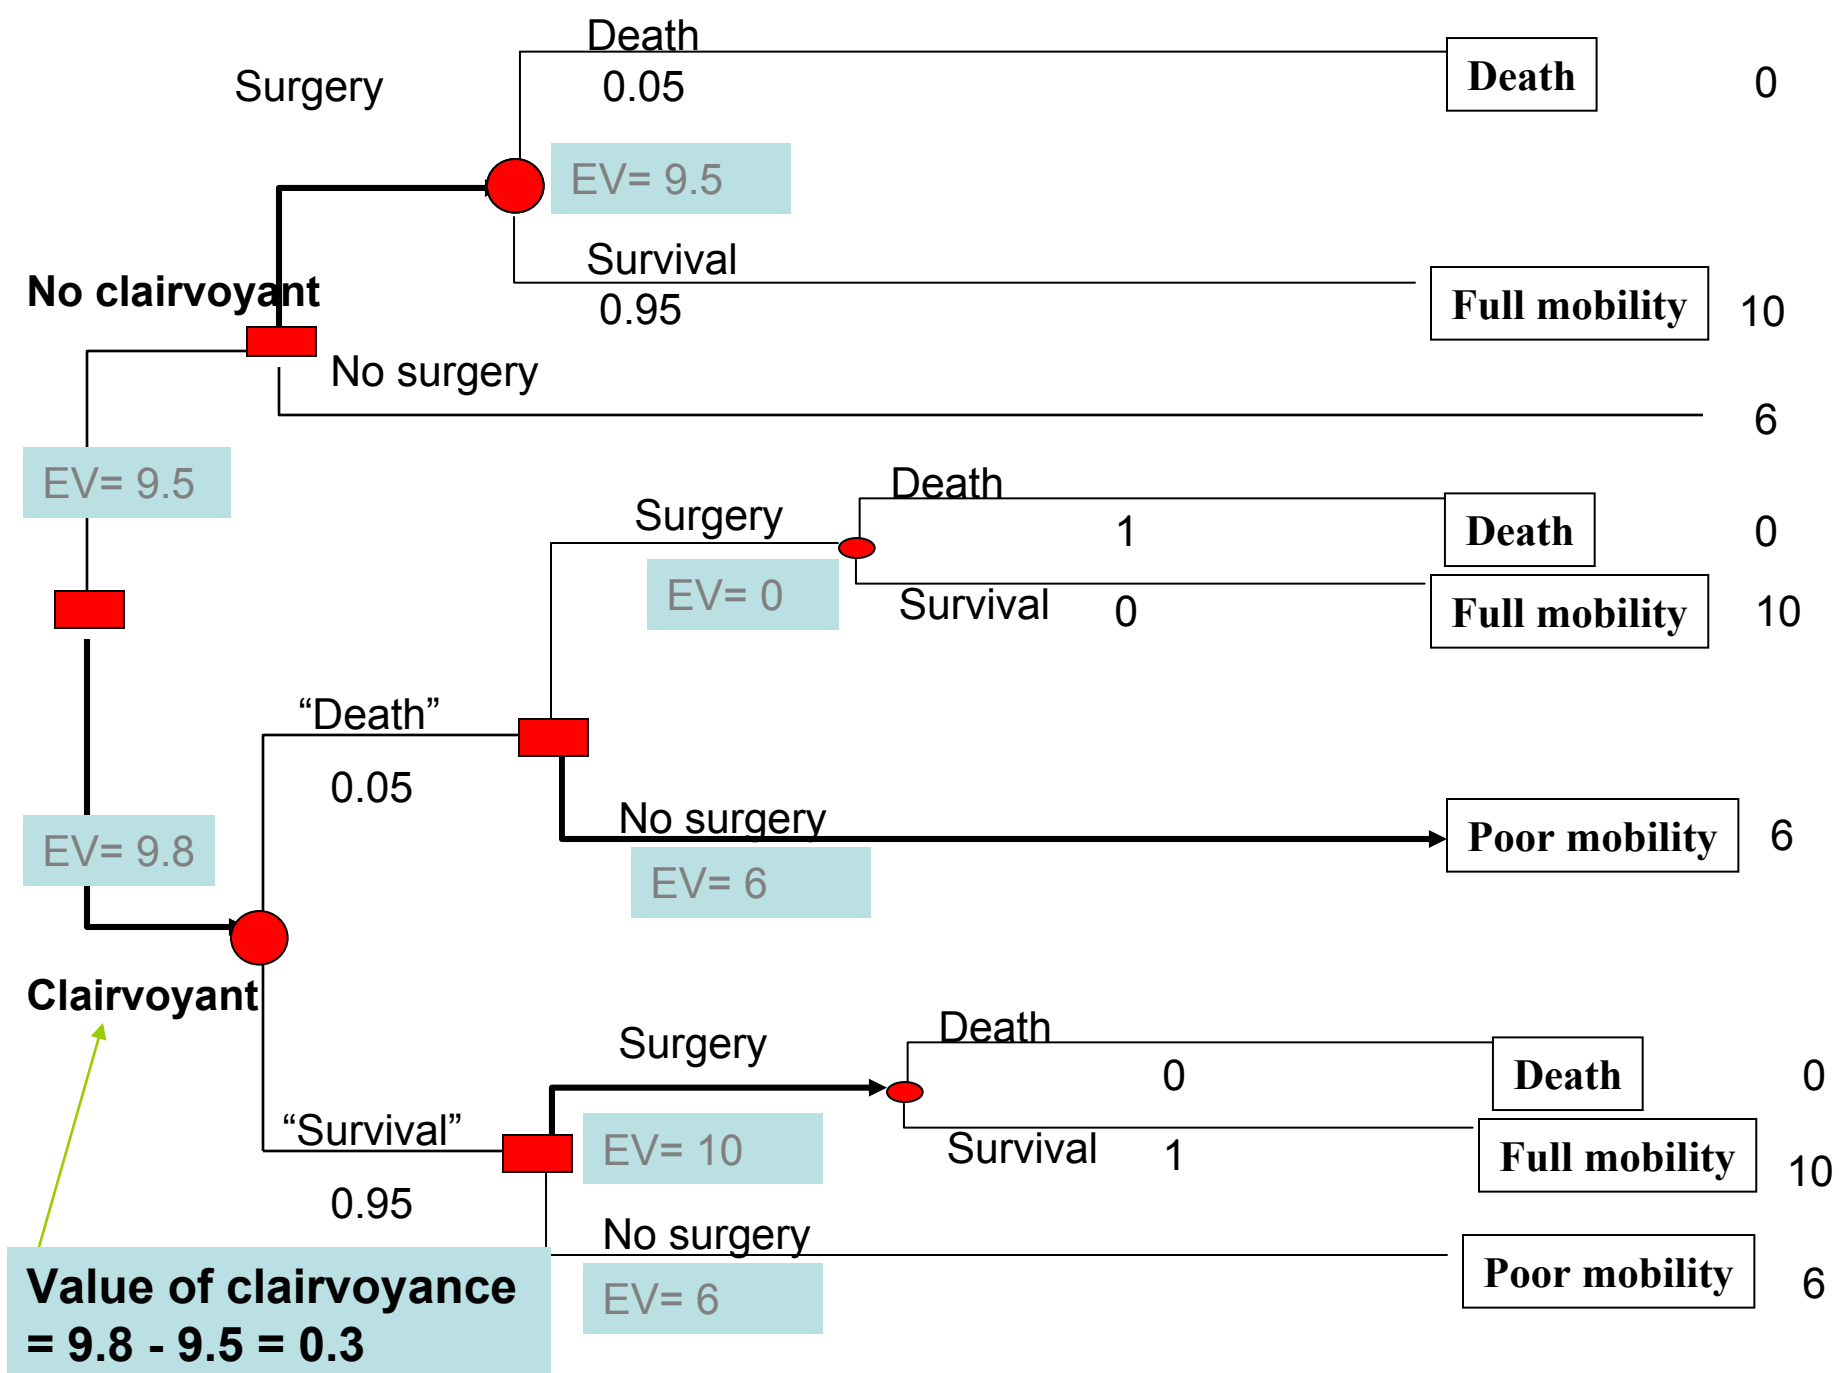 Death
Surgery
0.05
Death
0
EV= 9.5
Survival
No clairvoyant
0.95
Full mobility
10
No surgery
6
EV= 9.5
Death
Surgery
1
Death
0
EV= 0
Survival
0
Full mobility
10
“Death”
0.05
No surgery
Poor mobility
6
EV= 9.8
EV= 6
Clairvoyant
Death
Surgery
0
Death
0
“Survival”
EV= 10
Survival
1
Full mobility
10
0.95
No surgery
Poor mobility
6
EV= 6
Value of clairvoyance
= 9.8 - 9.5 = 0.3